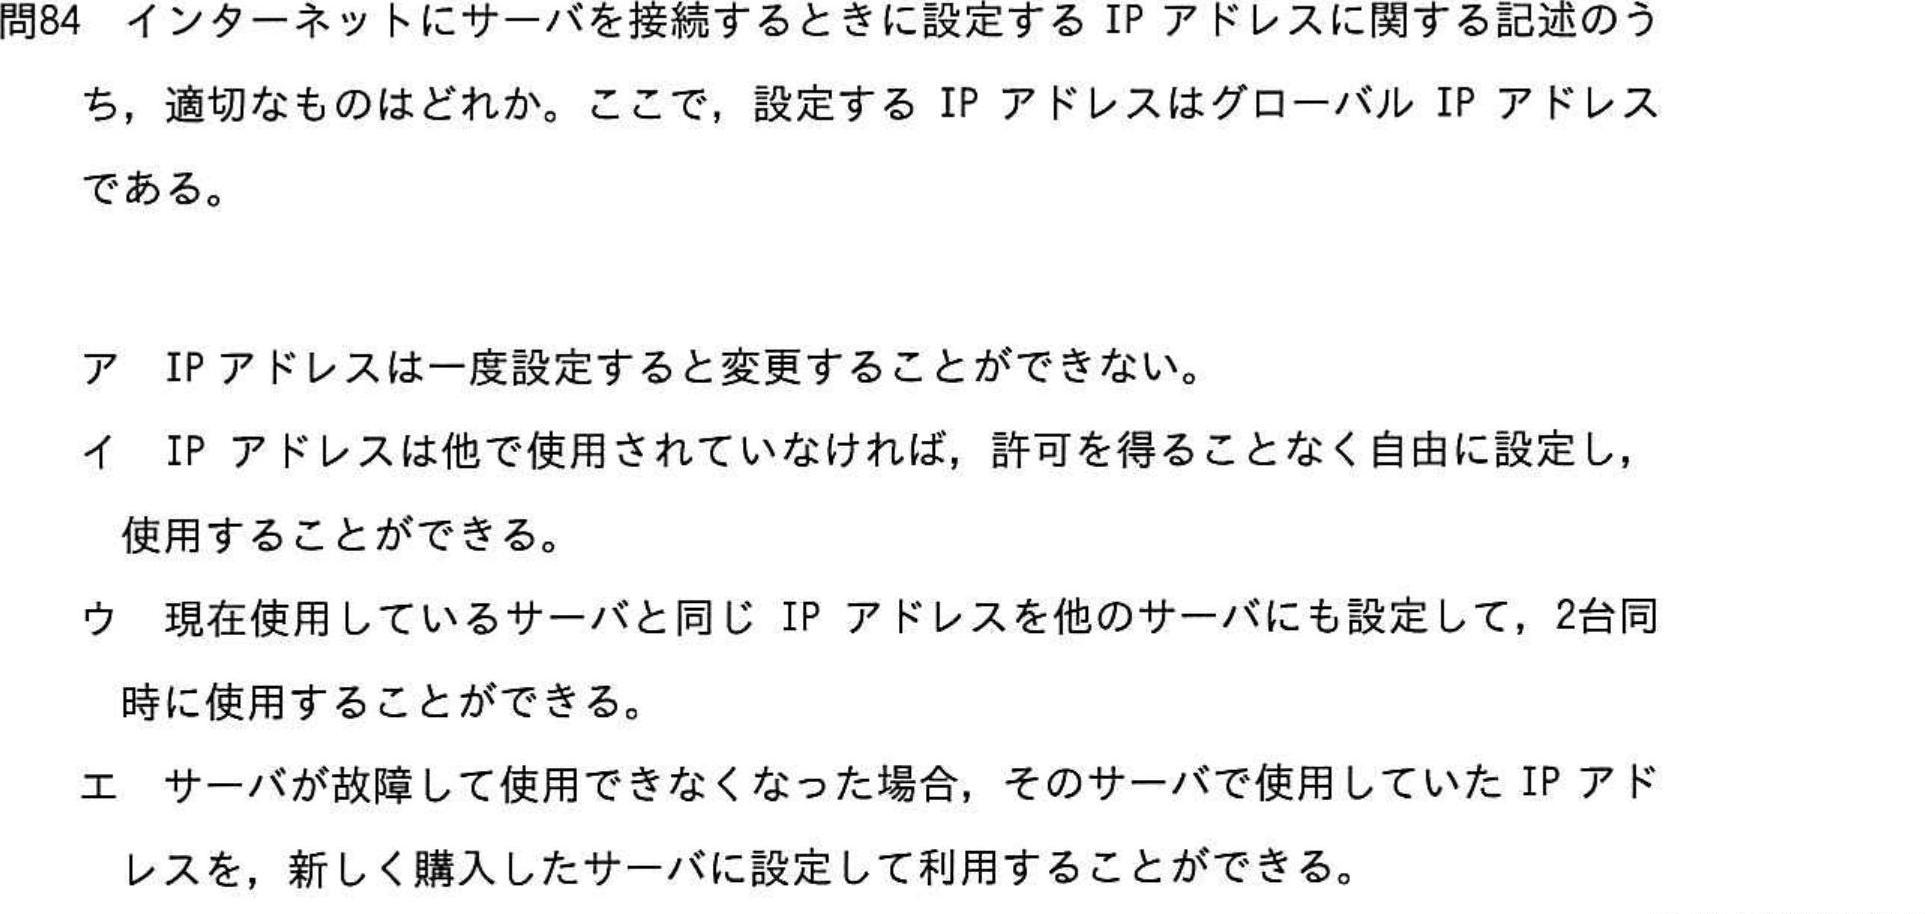 問84 インターネットにサーバを接続するときに設定する IP アドレスに関する記述のう
ち，適切なものはどれか。ここで，設定する IP アドレスはグローバル IP アドレス
である。
ア IP アドレスは一度設定すると変更することができない。
イ IP アドレスは他で使用されていなければ，許可を得ることなく自由に設定し，
使用することができる。
ウ 現在使用しているサーバと同じ IP アドレスを他のサーバにも設定して，2台同
時に使用することができる。
エ サーバが故障して使用できなくなった場合，そのサーバで使用していた IP アド
レスを，新しく購入したサーバに設定して利用することができる。